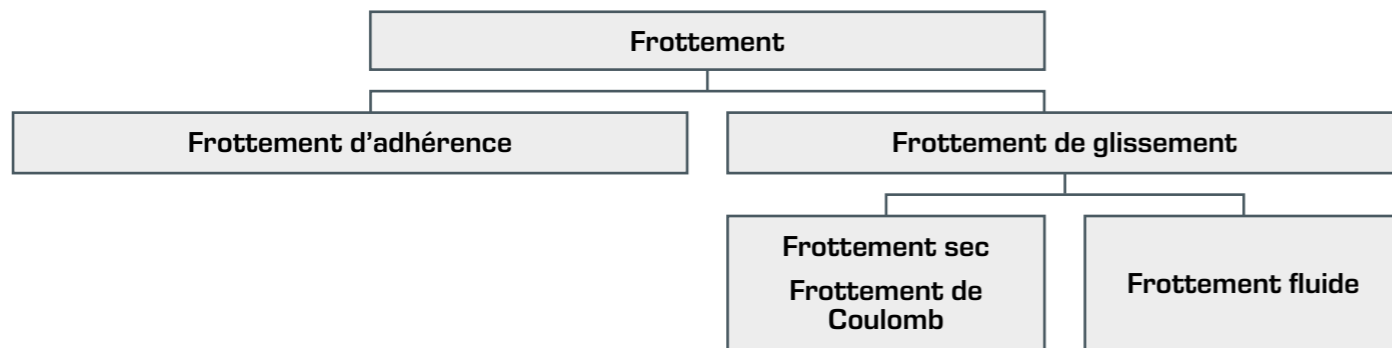 Frottement
Frottement d’adhérence
Frottement de glissement
Frottement sec
Frottement de
Coulomb
Frottement fluide